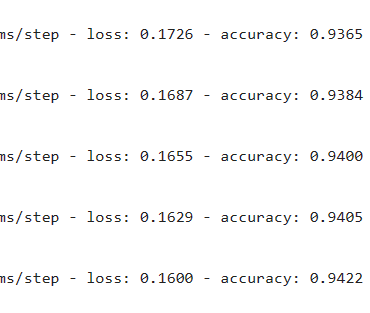 ms/step - loss: 0.1726 - accuracy: 0.9365
ms/step - loss: 0.1687 - accuracy: 0.9384
ms/step - loss: 0.1655 - accuracy: 0.9400
ms/step - loss: 0.1629 - accuracy: 0.9405
ms/step - loss: 0.1600 - accuracy: 0.9422